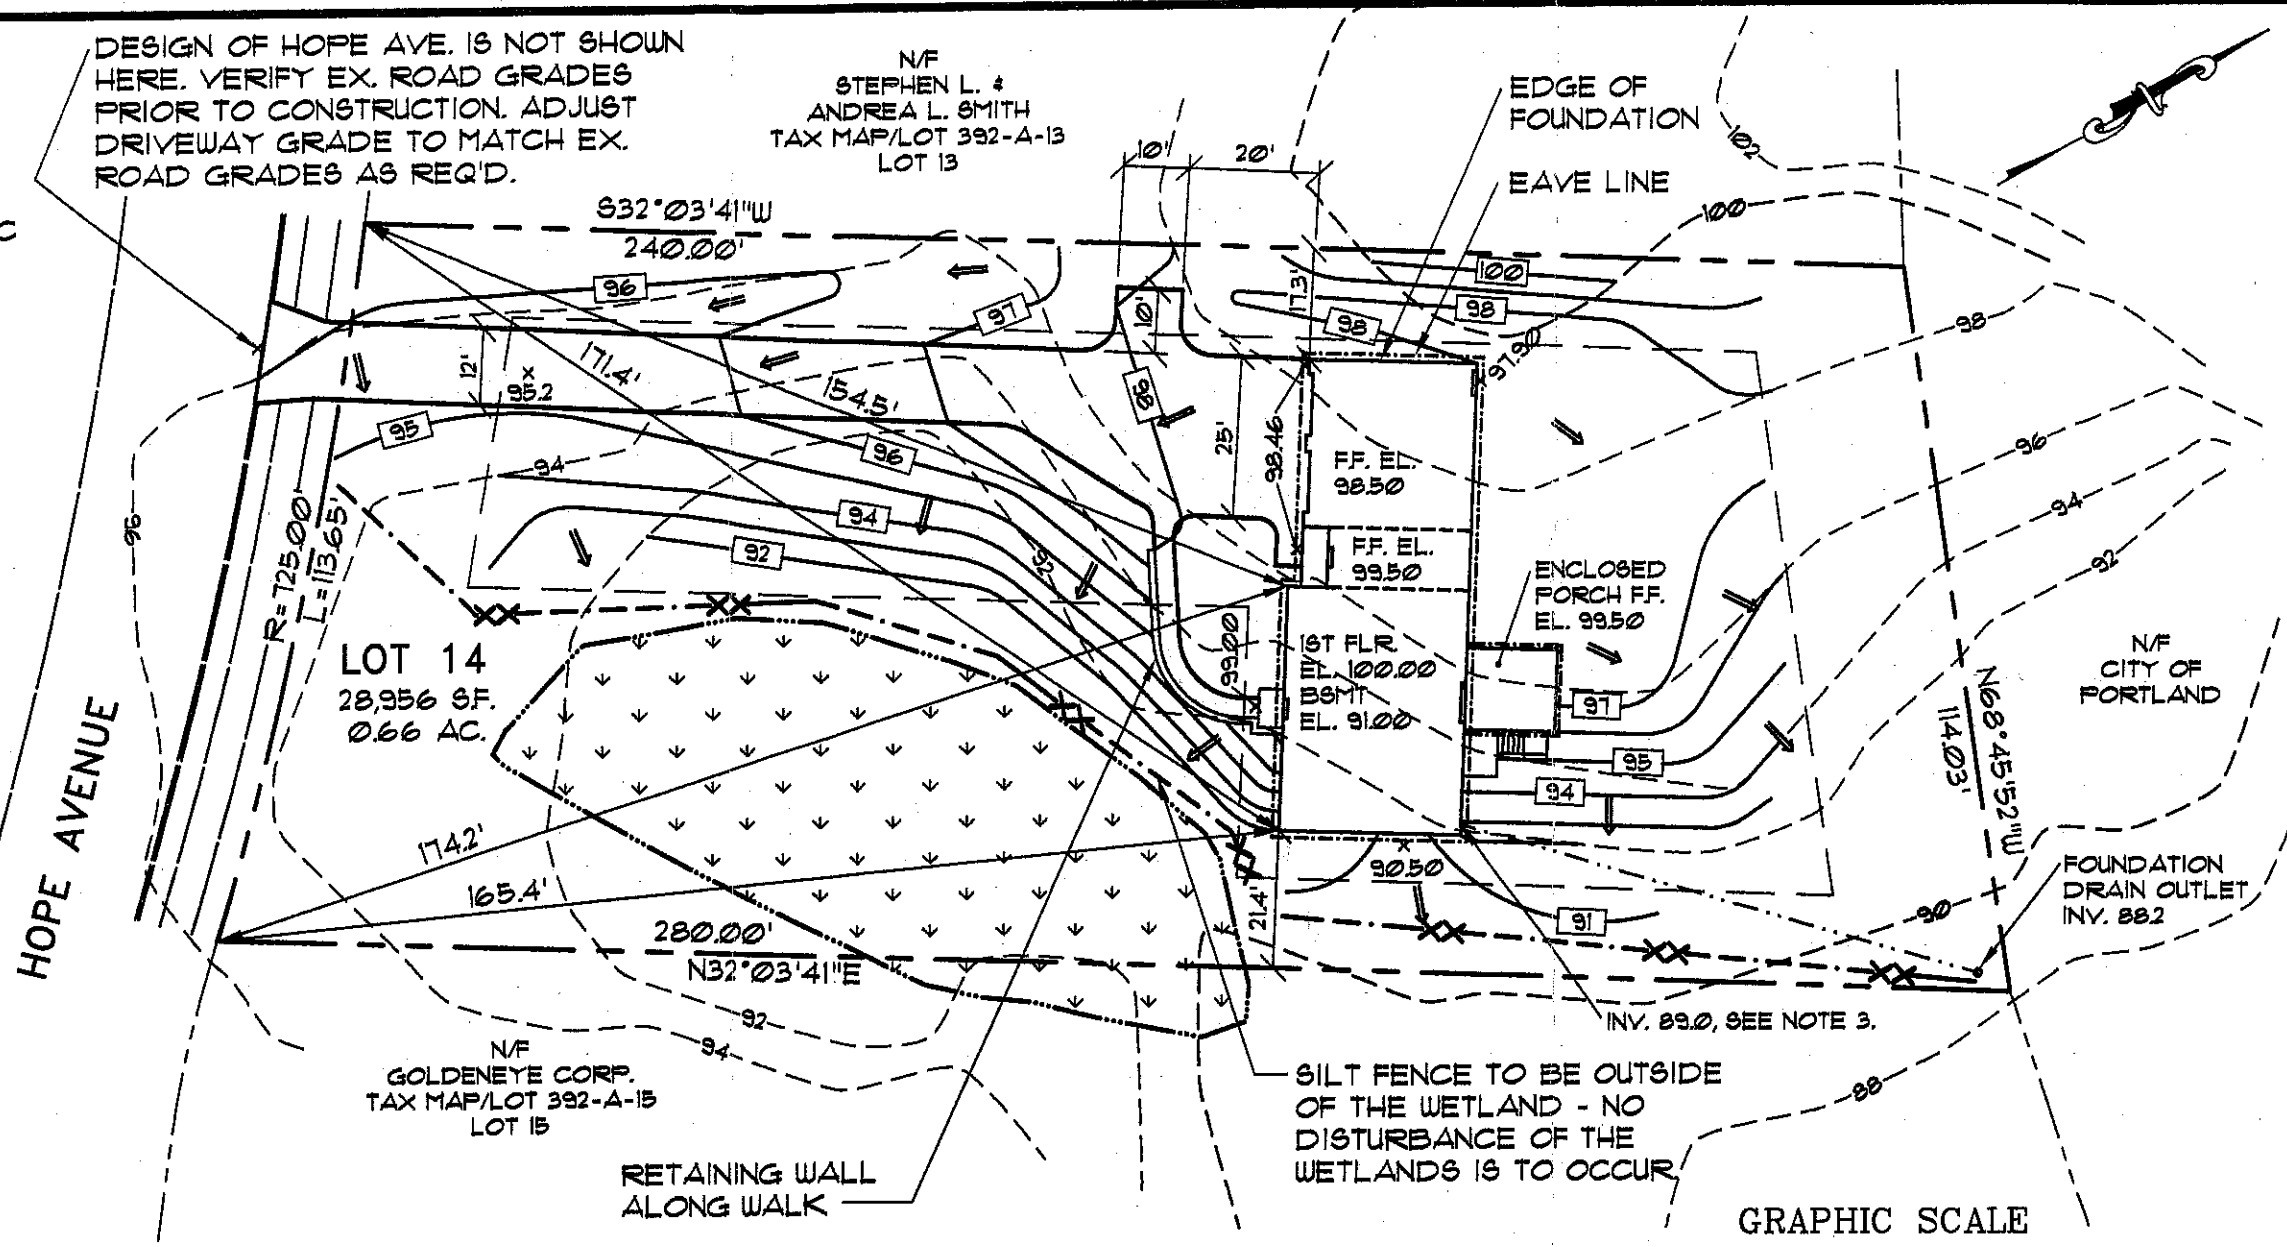 DESIGN OF HOPE AVE. IS NOT SHOWN
HERE. VERIFY EX. ROAD GRADES
PRIOR TO CONSTRUCTION. ADJUST
DRIVEWAY GRADE TO MATCH EX.
ROAD GRADES AS REQ'D.
N/F
STEPHEN L. &
ANDREA L. SMITH
TAX MAP/LOT 392-A-13
LOT 13
EDGE OF
FOUNDATION
EAVE LINE
102
100
10'
20'
S32°03'41"W
240.00'
96
97
10'
17.3'
100
98
98
97.90
98
12'
95.2
171.4'
154.5'
98
25'
98.46
F.F. EL.
98.50
95
94
96
94
92
92
96
F.F. EL.
99.50
ENCLOSED
PORCH F.F.
EL. 99.50
96
94
92
R=725.00'
L=113.65'
LOT 14
28,956 S.F.
0.66 AC.
99.00
1ST FLR.
EL. 100.00
BSMT
EL. 91.00
97
95
94
N/F
CITY OF
PORTLAND
N68°45'52"W
114.03'
HOPE AVENUE
174.2'
165.4'
280.00'
N32°03'41"E
21.4'
90.50
91
90
FOUNDATION
DRAIN OUTLET
INV. 88.2
INV. 89.0, SEE NOTE 3.
92
94
88
N/F
GOLDENEYE CORP.
TAX MAP/LOT 392-A-15
LOT 15
SILT FENCE TO BE OUTSIDE
OF THE WETLAND - NO
DISTURBANCE OF THE
WETLANDS IS TO OCCUR
RETAINING WALL
ALONG WALK
GRAPHIC SCALE